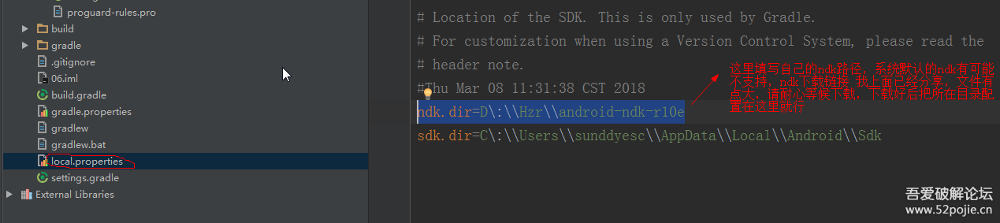 proguard-rules.pro
build
gradle
.gitignore
06.iml
build.gradle
gradle.properties
gradlew
gradlew.bat
local.properties
settings.gradle
External Libraries
# Location of the SDK. This is only used by Gradle.
# For customization when using a Version Control System, please read the
# header note.
#Thu Mar 08 11:31:38 CST 2018
ndk.dir=D\:\\Hzr\\android-ndk-r10e
sdk.dir=C\:\\Users\\sunddyesc\\AppData\\Local\\Android\\Sdk
这里填写自己的ndk路径，系统默认的ndk有可能
不支持，ndk下载链接 我上面已经分享，文件有
点大，请耐心等候下载，下载好后把所在目录配
置在这里就行
吾爱破解论坛
www.52pojie.cn